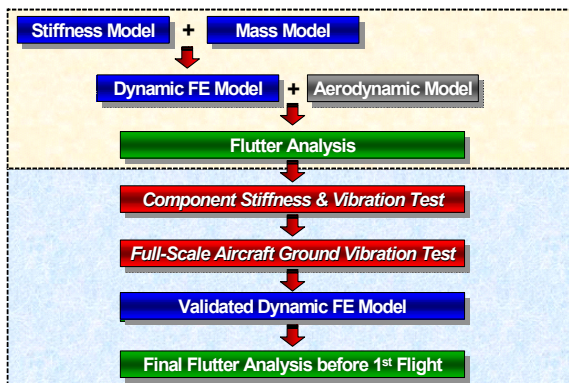 Stiffness Model + Mass Model
Dynamic FE Model + Aerodynamic Model
Flutter Analysis
Component Stiffness & Vibration Test
Full-Scale Aircraft Ground Vibration Test
Validated Dynamic FE Model
Final Flutter Analysis before 1st Flight